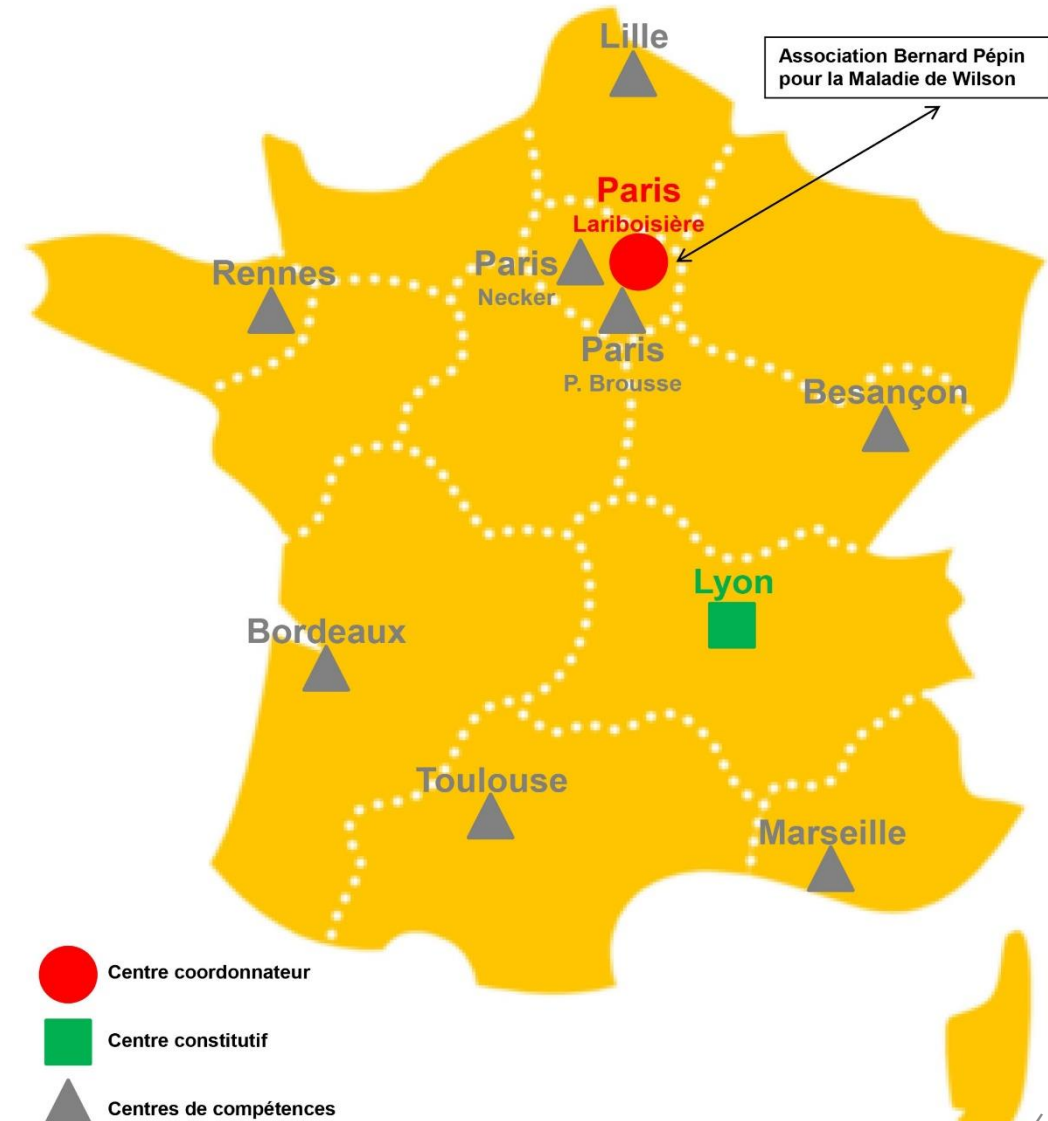 Lille
Association Bernard Pépin
pour la Maladie de Wilson
Paris
Lariboisière
Rennes
Paris
Necker
Paris
P. Brousse
Besançon
Lyon
Bordeaux
Toulouse
Marseille
Centre coordonnateur
Centre constitutif
Centres de compétences